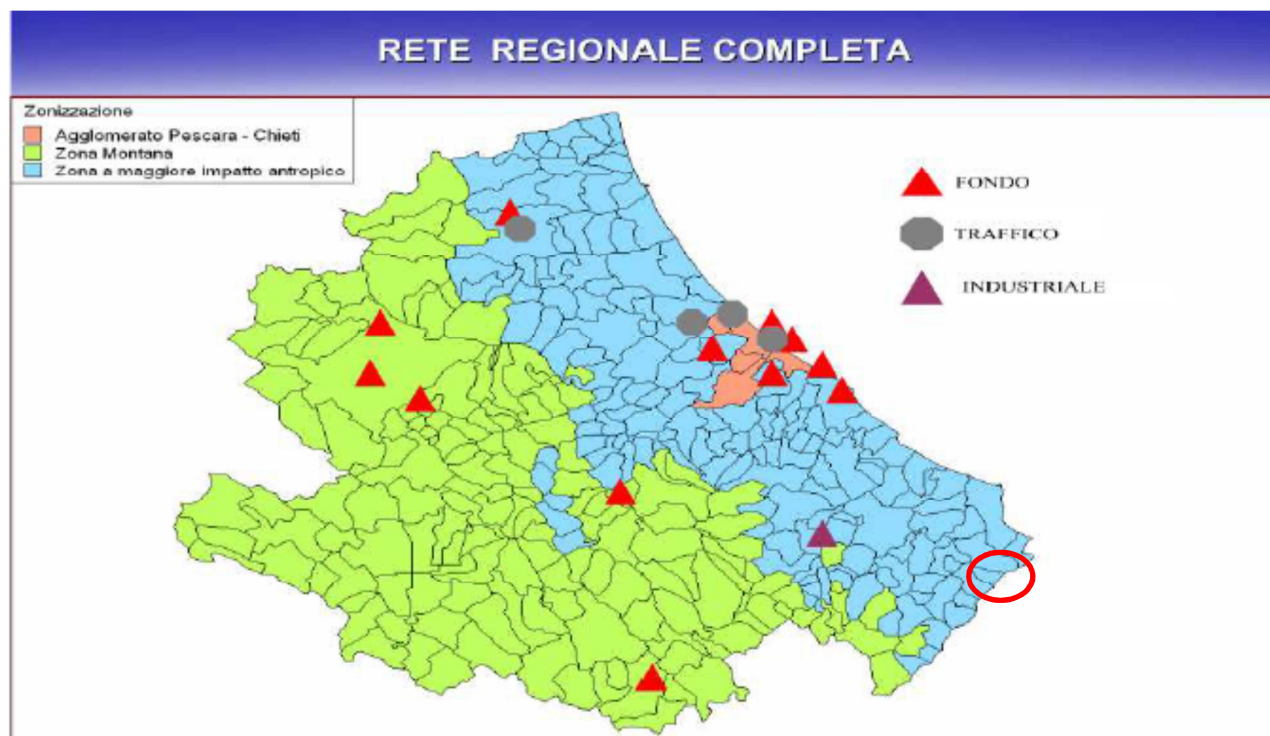 RETE REGIONALE COMPLETA
Zonizzazione
Agglomerato Pescara - Chieti
Zona Montana
Zona a maggiore impatto antropico
FONDO
TRAFFICO
INDUSTRIALE